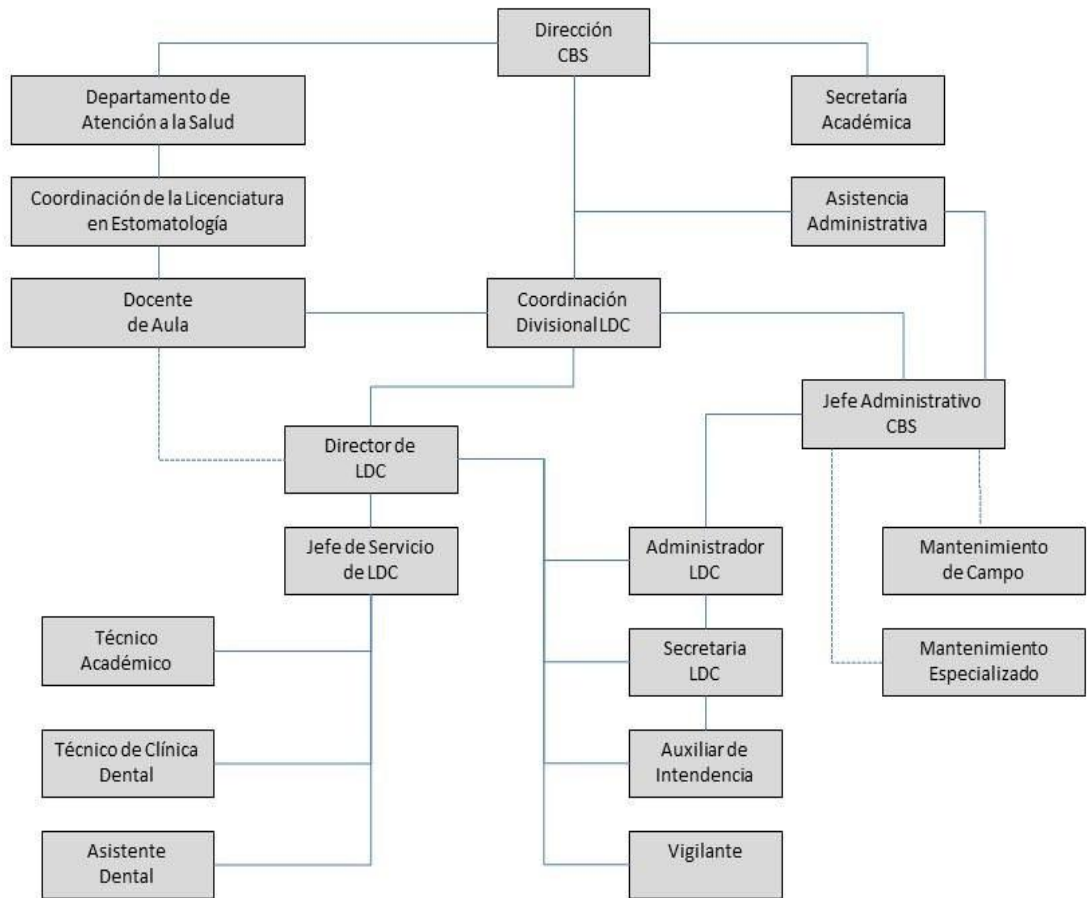 Dirección
CBS
Departamento de
Atención a la Salud
Secretaría
Académica
Coordinación de la Licenciatura
en Estomatología
Asistencia
Administrativa
Docente
de Aula
Coordinación
Divisional LDC
Jefe Administrativo
CBS
Director de
LDC
Jefe de Servicio
de LDC
Administrador
LDC
Mantenimiento
de Campo
Técnico
Académico
Secretaria
LDC
Mantenimiento
Especializado
Técnico de Clínica
Dental
Auxiliar de
Intendencia
Asistente
Dental
Vigilante